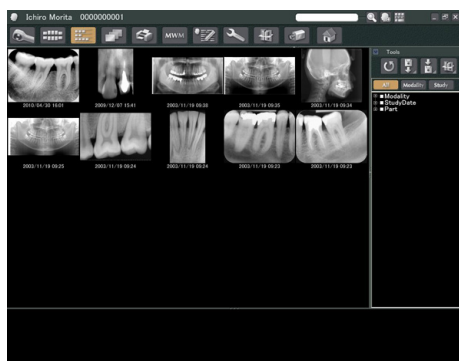 Ichiro Morita 0000000001
MWM
Tools
All Modality Study
Modality
StudyDate
Part
2010/04/30 16:01
2009/12/07 15:41
2003/11/19 09:38
2003/11/19 09:35
2003/11/19 09:34
2003/11/19 09:25
2003/11/19 09:24
2003/11/19 09:24
2003/11/19 09:23
2003/11/19 09:23